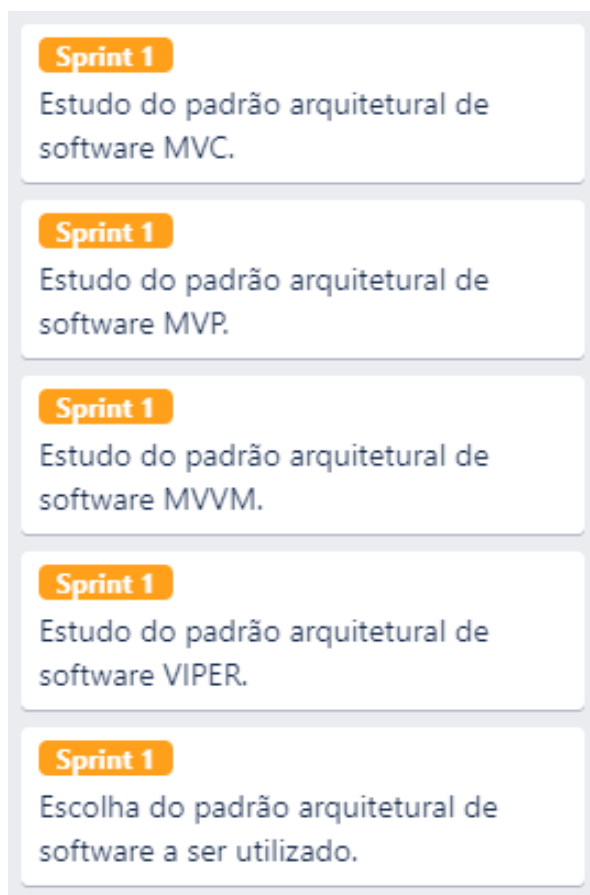 Sprint 1
Estudo do padrão arquitetural de
software MVC.
Sprint 1
Estudo do padrão arquitetural de
software MVP.
Sprint 1
Estudo do padrão arquitetural de
software MVVM.
Sprint 1
Estudo do padrão arquitetural de
software VIPER.
Sprint 1
Escolha do padrão arquitetural de
software a ser utilizado.